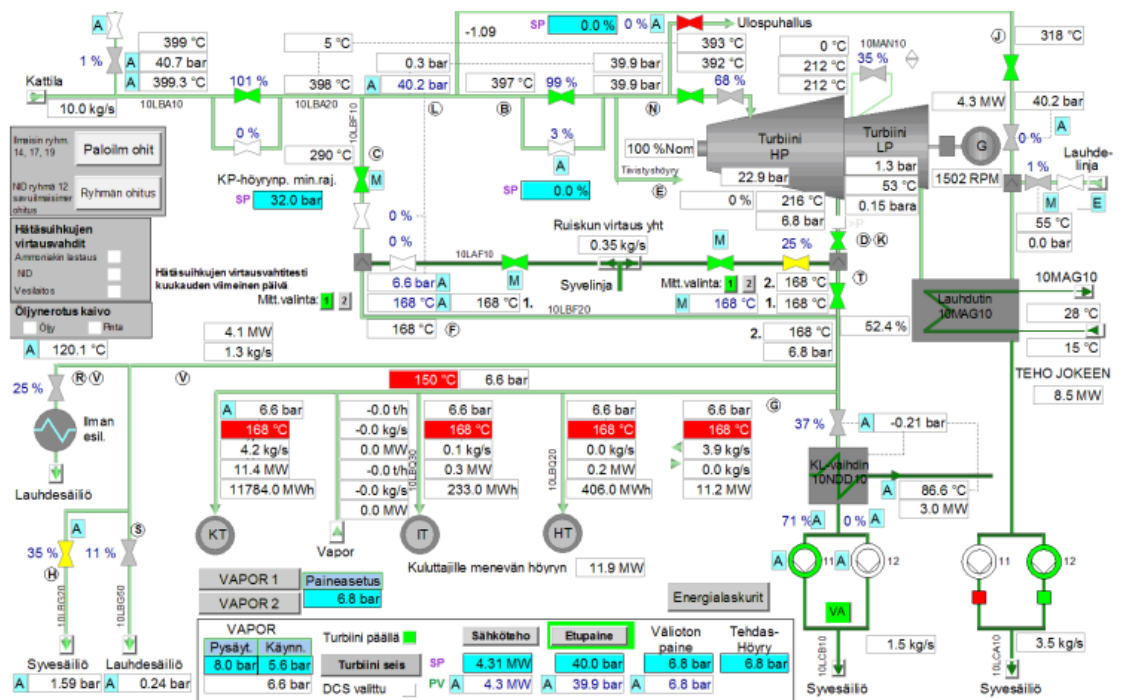 SP 0.0 % 0 % A Ulospuhallus
A
-1.09
J 318 °C
399 °C 5 °C 393 °C 0 °C 10MAN10
1 % A 40.7 bar 0.3 bar 39.9 bar 392 °C 212 °C 35 %
Kattila A 399.3 °C 101 % 398 °C A 40.2 bar 397 °C 99 % 39.9 bar 68 % 212 °C 4.3 MW 40.2 bar
10.0 kg/s 10LBA10 10LBA20 L B N
10LBF10
0 % 3 % Turbiini HP Turbiini LP G 0 % A
Ilmaisin ryhm.
14, 17, 19
Paloilm ohit
290 °C C A 100 %Nom 1.3 bar 1 % Lauhde-
linja
NID ryhmä 12
savuilmaisimer
ohitus
Ryhmän ohitus
KP-höyrynp. min.raj. M
SP 32.0 bar
SP 0.0 %
Tiivistyshöyry
E
22.9 bar 53 °C 1502 RPM M E
0 % 216 °C 0.15 bara 55 °C
0 % 6.8 bar 0.0 bar
>P
Hätäsuihkujen
virtausvahdit
Ammoniakin lastaus
NID
Vesilaitos
Hätäsuihkujen virtausvahtitesti
kuukauden viimeinen päivä
Ruiskun virtaus yht
0 % 10LAF10 0.35 kg/s M 25 % D K
6.6 bar A M Syvelinja Mitt.valinta: 1 2 2. 168 °C T 10MAG10
Mitt.valinta: 1 2 168 °C A 168 °C 1. M 168 °C 1. 168 °C Lauhdutin
10MAG10
28 °C
10LBF20
Öljynerotus kaivo
Öljy Pinta
168 °C F 2. 168 °C 52.4 %
A 120.1 °C 4.1 MW 6.8 bar 15 °C
1.3 kg/s TEHO JOKEEN
25 % R V V 150 °C 6.6 bar 8.5 MW
G
A 6.6 bar -0.0 t/h 6.6 bar 6.6 bar 6.6 bar 37 % A -0.21 bar
Ilman
esil.
168 °C -0.0 kg/s 168 °C 168 °C 168 °C
4.2 kg/s 0.0 MW 0.1 kg/s 0.0 kg/s 3.9 kg/s KL-vaihdin
10NDD10
11.4 MW -0.0 t/h 0.3 MW 0.2 MW 0.0 kg/s A 86.6 °C
Lauhdesäiliö 11784.0 MWh -0.0 kg/s 10LBQ30 233.0 MWh 10LBQ20 406.0 MWh 11.2 MW 3.0 MW
0.0 MW
A S 71 % A 0 % A
KT IT HT
35 % 11 % Vapor A 11 A 12 11 12
H Kuluttajille menevän höyryn 11.9 MW
VAPOR 1 Paineasetus
VAPOR 2 6.8 bar
Energialaskurit
VA
10LBG20 10LBG50
VAPOR
Pysäyt. Käynn.
8.0 bar 5.6 bar
6.6 bar
Turbiini päällä
Turbiini seis
DCS valittu
Sähköteho Etupaine Välioton
paine
Tehdas-
Höyry
SP 4.31 MW 40.0 bar 6.8 bar 6.8 bar
PV A 4.3 MW A 39.9 bar A 6.8 bar
1.5 kg/s 3.5 kg/s
10LCB10 10LCA10
Syvesäiliö Lauhdesäiliö Syvesäiliö Syvesäiliö
A 1.59 bar A 0.24 bar